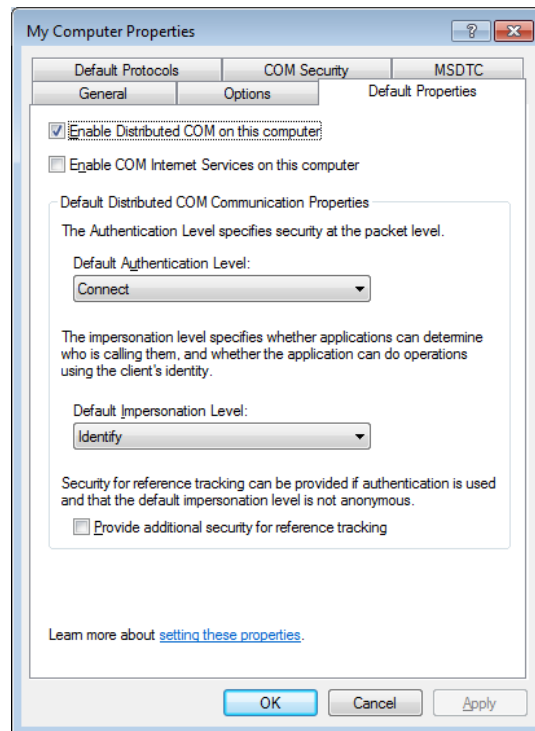 My Computer Properties
Default Protocols COM Security MSDTC
General Options Default Properties
Enable Distributed COM on this computer
Enable COM Internet Services on this computer
Default Distributed COM Communication Properties
The Authentication Level specifies security at the packet level.
Default Authentication Level:
Connect
The impersonation level specifies whether applications can determine
who is calling them, and whether the application can do operations
using the client's identity.
Default Impersonation Level:
Identify
Security for reference tracking can be provided if authentication is used
and that the default impersonation level is not anonymous.
Provide additional security for reference tracking
Learn more about setting these properties.
OK Cancel Apply